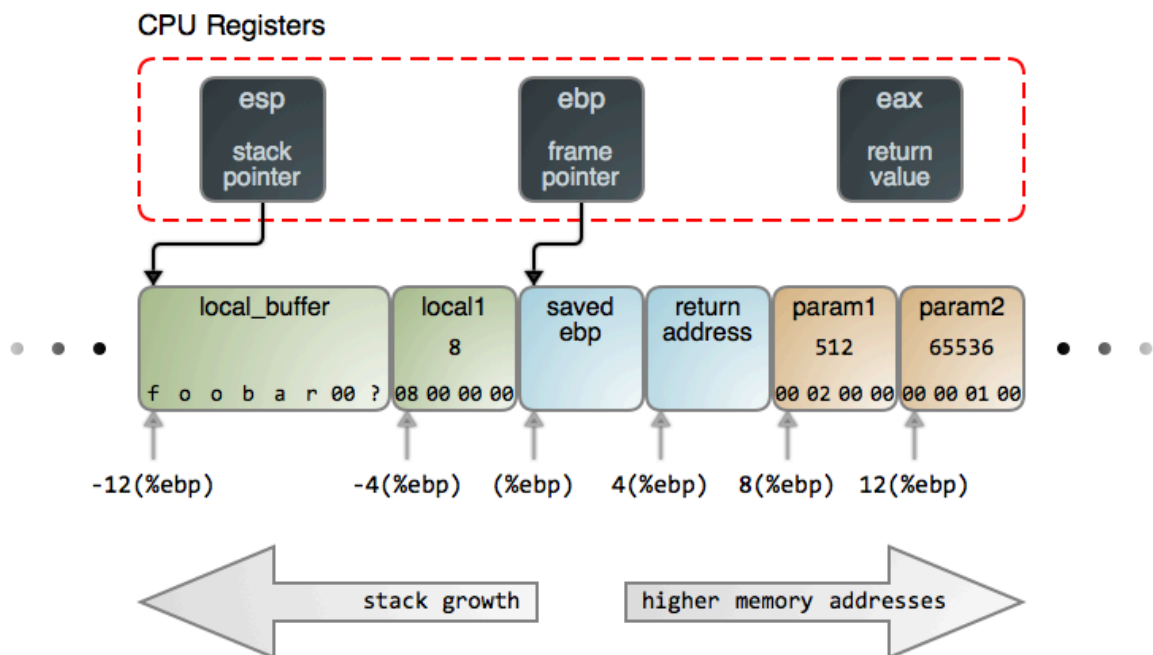 CPU Registers
esp
ebp
eax
stack
pointer
frame
pointer
return
value
local_buffer
local1
saved
ebp
return
address
param1
param2
8
512
65536
f o o b a r 00 ?
08 00 00 00
00 02 00 00
00 00 01 00
-12(%ebp)
-4(%ebp)
(%ebp)
4(%ebp)
8(%ebp)
12(%ebp)
stack growth
higher memory addresses